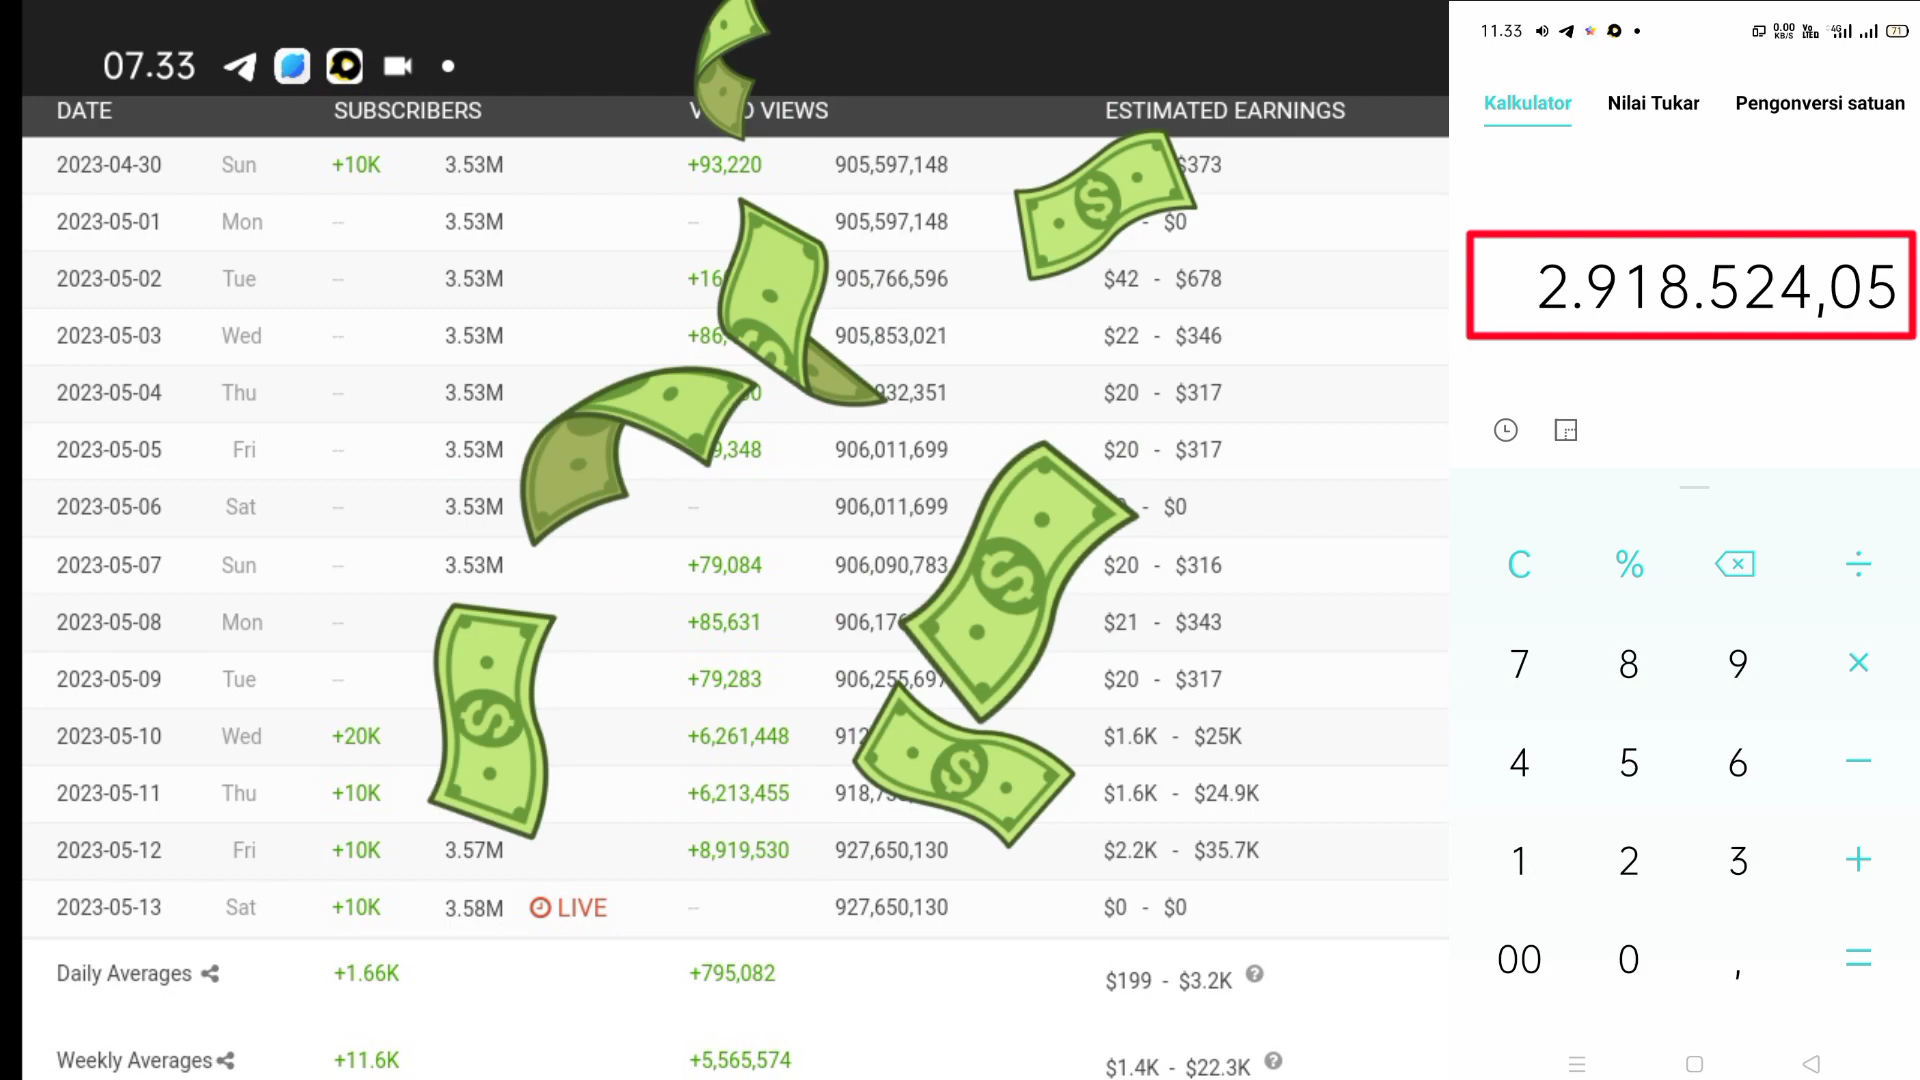 07.33
DATE SUBSCRIBERS VIEWS ESTIMATED EARNINGS
2023-04-30 Sun +10K 3.53M +93,220 905,597,148 $373
2023-05-01 Mon -- 3.53M -- 905,597,148 - $0
2023-05-02 Tue -- 3.53M 905,766,596 $42 - $678
2023-05-03 Wed -- 3.53M 905,853,021 $22 - $346
2023-05-04 Thu -- 3.53M $20 - $317
2023-05-05 Fri -- 3.53M 906,011,699 $20 - $317
2023-05-06 Sat -- 3.53M -- 906,011,699 - $0
2023-05-07 Sun -- 3.53M +79,084 906,090,783 $20 - $316
2023-05-08 Mon -- +85,631 $21 - $343
2023-05-09 Tue -- +79,283 906,255,697 $20 - $317
2023-05-10 Wed +20K +6,261,448 $1.6K - $25K
2023-05-11 Thu +10K +6,213,455 $1.6K - $24.9K
2023-05-12 Fri +10K 3.57M +8,919,530 927,650,130 $2.2K - $35.7K
2023-05-13 Sat +10K 3.58M LIVE -- 927,650,130 $0 - $0
Daily Averages +1.66K +795,082 $199 - $3.2K ?
Weekly Averages +11.6K +5,565,574 $1.4K - $22.3K ?
11.33 0.00 KB/S Vo LTE 4G 71
Kalkulator Nilai Tukar Pengonversi satuan
2.918.524,05
C % ÷
7 8 9 ×
4 5 6 −
1 2 3 +
00 0 , =